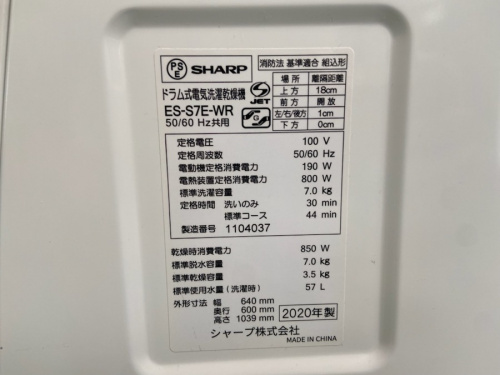 PS E SHARP
ドラム式電気洗濯乾燥機
ES-S7E-WR
50/60 Hz共用
JET
G
消防法 基準適合 組込形
場所 離隔距離
上方 18cm
前方 開放
左/右/後方 1cm
下方 0cm
定格電圧 100 V
定格周波数 50/60 Hz
電動機定格消費電力 190 W
電熱装置定格消費電力 800 W
標準洗濯容量 7.0 kg
定格時間 洗いのみ 30 min
標準コース 44 min
製造番号 1104037
乾燥時消費電力 850 W
標準脱水容量 7.0 kg
標準乾燥容量 3.5 kg
標準使用水量(洗濯時) 57 L
外形寸法 幅 640 mm
奥行 600 mm
高さ 1039 mm
2020年製
シャープ株式会社
MADE IN CHINA